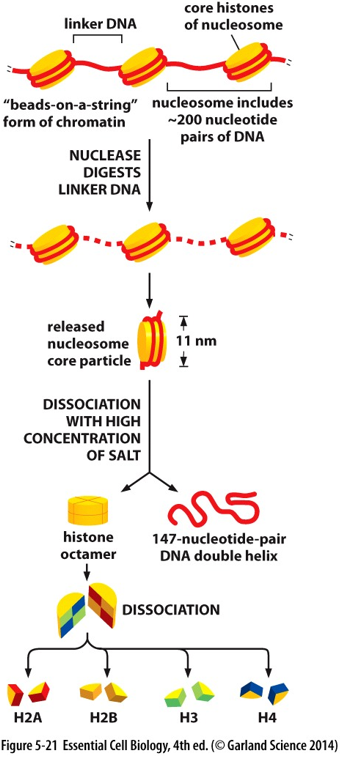 core histones
of nucleosome
linker DNA
“beads-on-a-string”
form of chromatin
nucleosome includes
~200 nucleotide
pairs of DNA
NUCLEASE
DIGESTS
LINKER DNA
released
nucleosome
core particle
11 nm
DISSOCIATION
WITH HIGH
CONCENTRATION
OF SALT
histone
octamer
147-nucleotide-pair
DNA double helix
DISSOCIATION
H2A H2B H3 H4
Figure 5-21 Essential Cell Biology, 4th ed. (© Garland Science 2014)